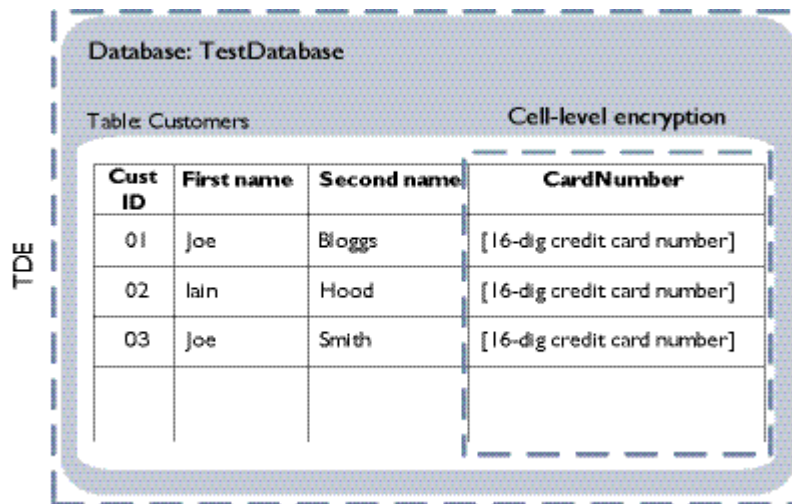 Database: TestDatabase
Table: Customers
Cell-level encryption
TDE
Cust ID First name Second name CardNumber
01 Joe Bloggs [16-dig credit card number]
02 Iain Hood [16-dig credit card number]
03 Joe Smith [16-dig credit card number]